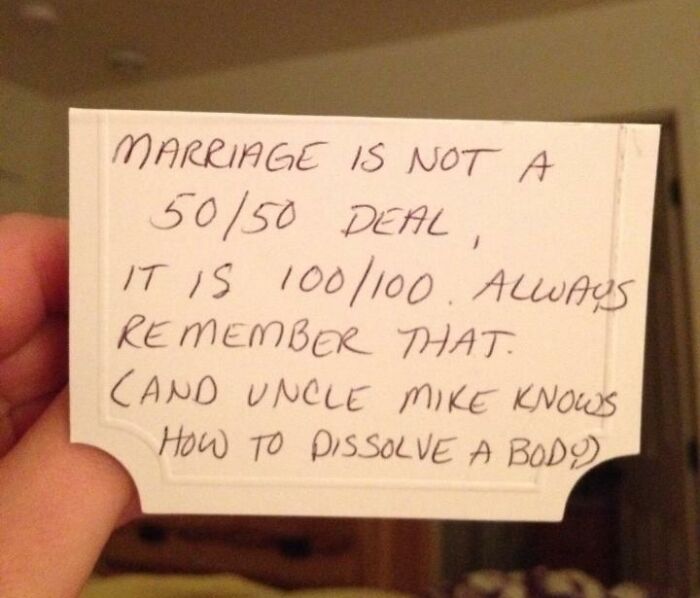 MARRIAGE IS NOT A
50/50 DEAL,
IT IS 100/100. ALWAYS
REMEMBER THAT.
(AND UNCLE MIKE KNOWS
HOW TO DISSOLVE A BODY)